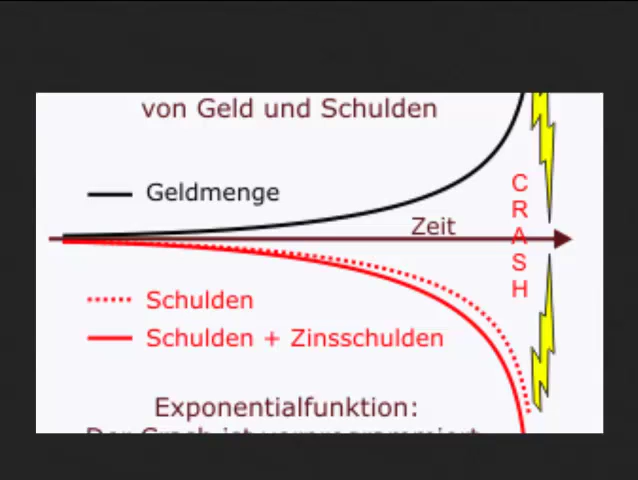 von Geld und Schulden
Geldmenge
Zeit
C
R
A
S
H
Schulden
Schulden + Zinsschulden
Exponentialfunktion: